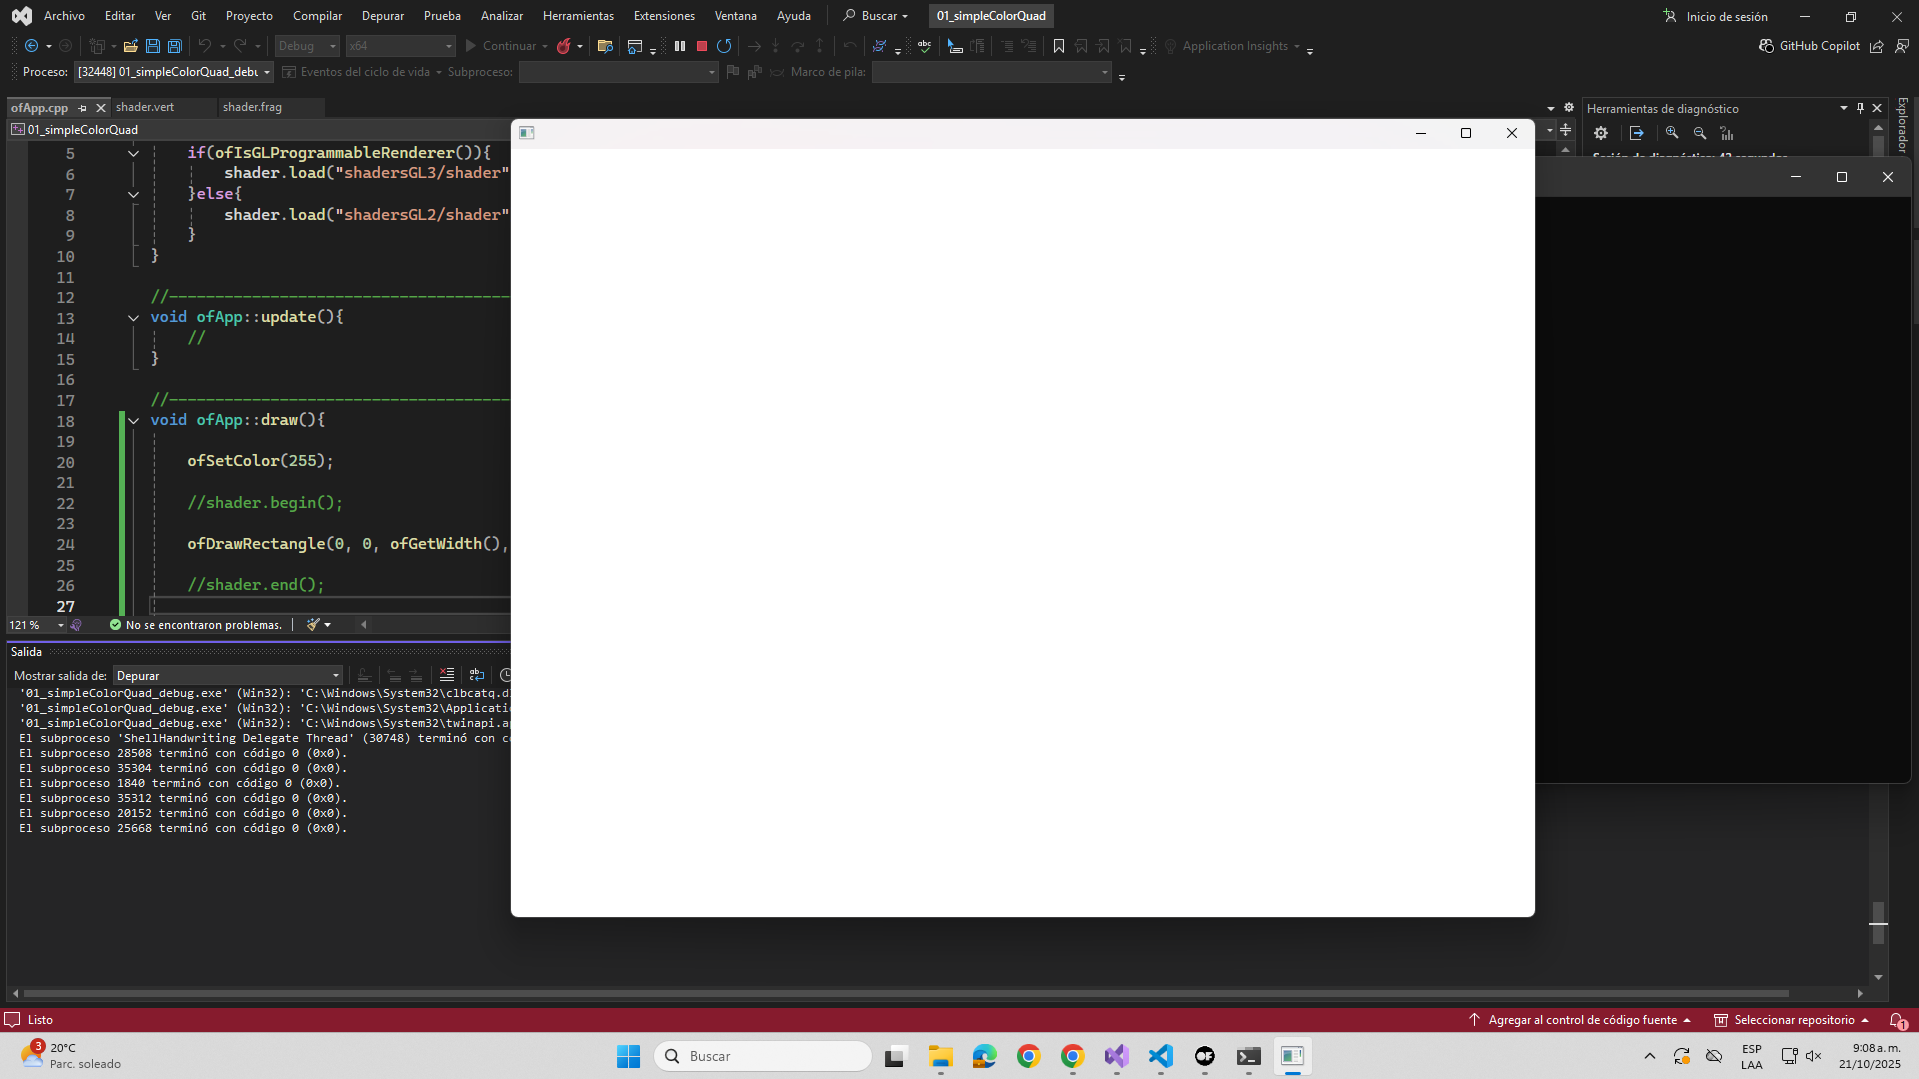 Archivo Editar Ver Git Proyecto Compilar Depurar Prueba Analizar Herramientas Extensiones Ventana Ayuda Buscar 01_simpleColorQuad Inicio de sesión
Debug x64 Continuar abc Application Insights GitHub Copilot
Proceso: [32448] 01_simpleColorQuad_debu Eventos del ciclo de vida Subproceso: Marco de pila:
ofApp.cpp shader.vert shader.frag
Herramientas de diagnóstico
Explorador
01_simpleColorQuad
5 if(ofIsGLProgrammableRenderer()){
6 shader.load("shadersGL3/shader"
7 }else{
8 shader.load("shadersGL2/shader"
9 }
10 }
11
12 //--------------------------------------
13 void ofApp::update(){
14 //
15 }
16
17 //--------------------------------------
18 void ofApp::draw(){
19
20 ofSetColor(255);
21
22 //shader.begin();
23
24 ofDrawRectangle(0, 0, ofGetWidth(),
25
26 //shader.end();
27
121 % No se encontraron problemas.
Salida
Mostrar salida de: Depurar
'01_simpleColorQuad_debug.exe' (Win32): 'C:\Windows\System32\clbcatq.d
'01_simpleColorQuad_debug.exe' (Win32): 'C:\Windows\System32\Applicati
'01_simpleColorQuad_debug.exe' (Win32): 'C:\Windows\System32\twinapi.ap
El subproceso 'ShellHandwriting Delegate Thread' (30748) terminó con c
El subproceso 28508 terminó con código 0 (0x0).
El subproceso 35304 terminó con código 0 (0x0).
El subproceso 1840 terminó con código 0 (0x0).
El subproceso 35312 terminó con código 0 (0x0).
El subproceso 20152 terminó con código 0 (0x0).
El subproceso 25668 terminó con código 0 (0x0).
Listo Agregar al control de código fuente Seleccionar repositorio 1
3 20°C
Parc. soleado
Buscar
OF
ESP
LAA
9:08 a. m.
21/10/2025